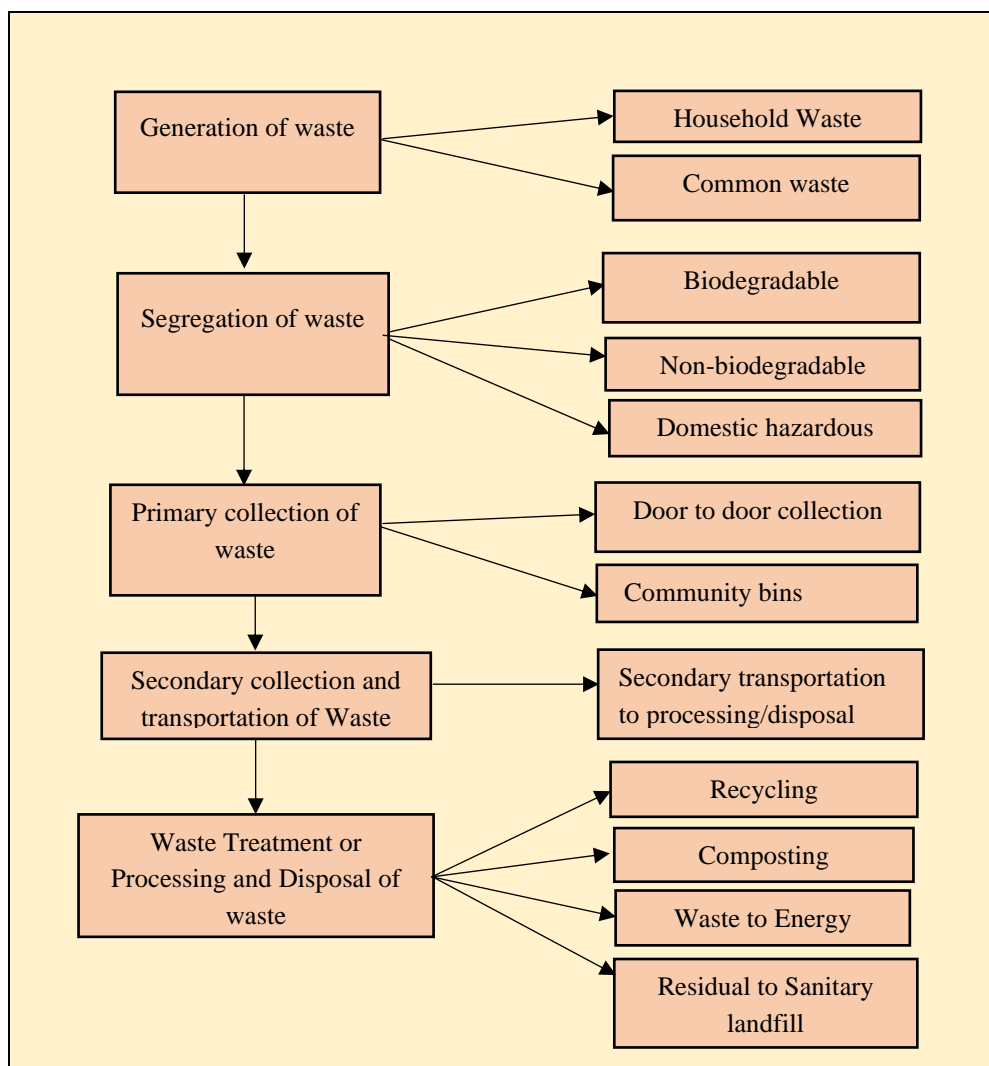 Generation of waste
Household Waste
Common waste
Segregation of waste
Biodegradable
Non-biodegradable
Domestic hazardous
Primary collection of
waste
Door to door collection
Community bins
Secondary collection and
transportation of Waste
Secondary transportation
to processing/disposal
Waste Treatment or
Processing and Disposal of
waste
Recycling
Composting
Waste to Energy
Residual to Sanitary
landfill